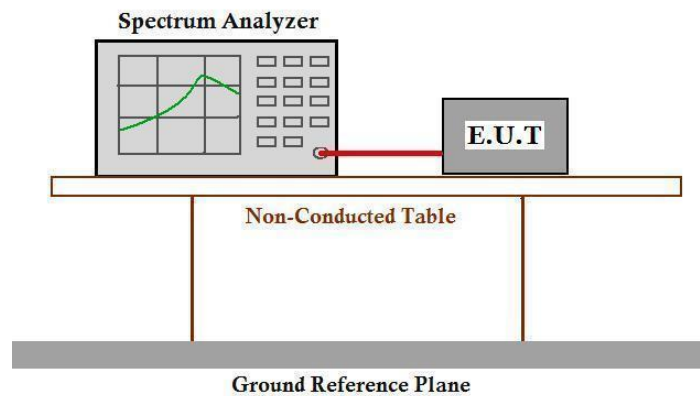 Spectrum Analyzer
E.U.T
Non-Conducted Table
Ground Reference Plane